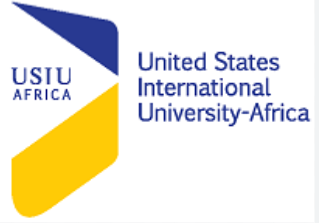 USIU
AFRICA
United States
International
University-Africa